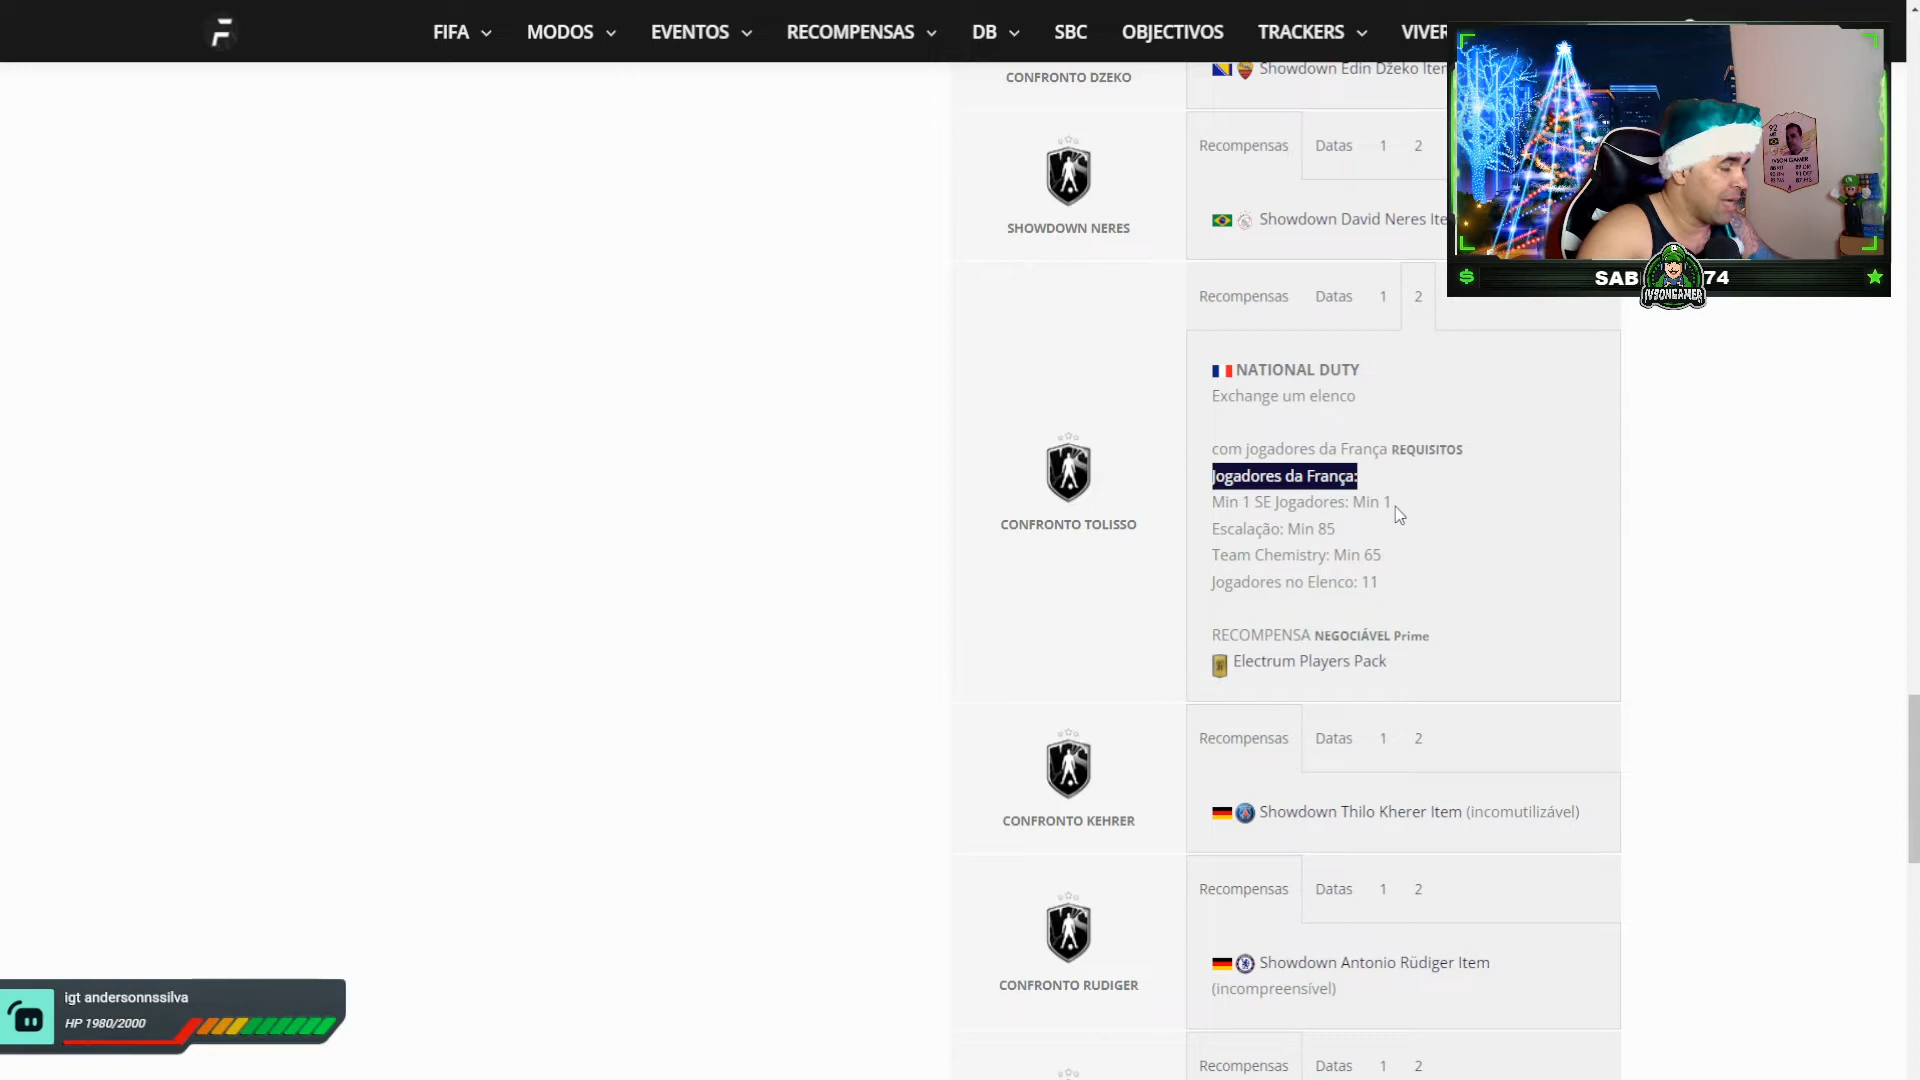 FIFA MODOS EVENTOS RECOMPENSAS DB SBC OBJECTIVOS TRACKERS VIVER
CONFRONTO DZEKO
Showdown Edin Džeko Iter
Recompensas Datas 1 2
SHOWDOWN NERES
Showdown David Neres Ite
Recompensas Datas 1 2
CONFRONTO TOLISSO
NATIONAL DUTY
Exchange um elenco
com jogadores da França REQUISITOS
Jogadores da França:
Min 1 SE Jogadores: Min 1
Escalação: Min 85
Team Chemistry: Min 65
Jogadores no Elenco: 11
RECOMPENSA NEGOCIÁVEL Prime
Electrum Players Pack
Recompensas Datas 1 2
CONFRONTO KEHRER
Showdown Thilo Kherer Item (incomutilizável)
Recompensas Datas 1 2
CONFRONTO RUDIGER
Showdown Antonio Rüdiger Item
(incompreensível)
Recompensas Datas 1 2
92
IVSON GAMER
SAB 74
IVSONGAMER
igt andersonnssilva
HP 1980/2000